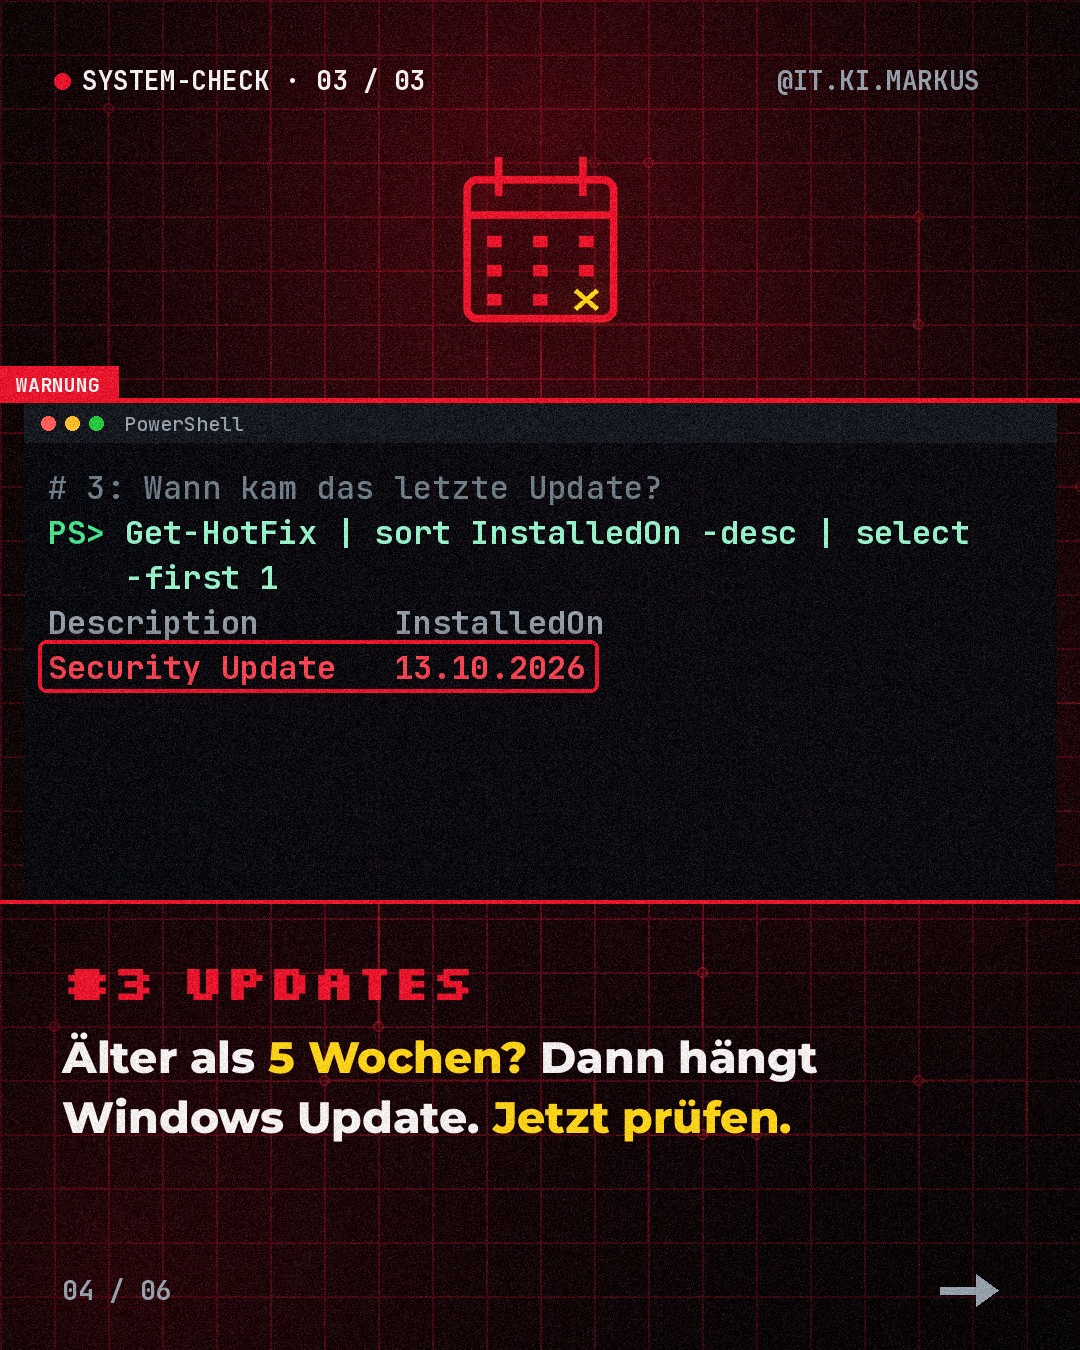 SYSTEM-CHECK · 03 / 03
@IT.KI.MARKUS
WARNUNG
PowerShell
# 3: Wann kam das letzte Update?
PS> Get-HotFix | sort InstalledOn -desc | select
-first 1
Description InstalledOn
Security Update 13.10.2026
#3 UPDATES
Älter als 5 Wochen? Dann hängt
Windows Update. Jetzt prüfen.
04 / 06